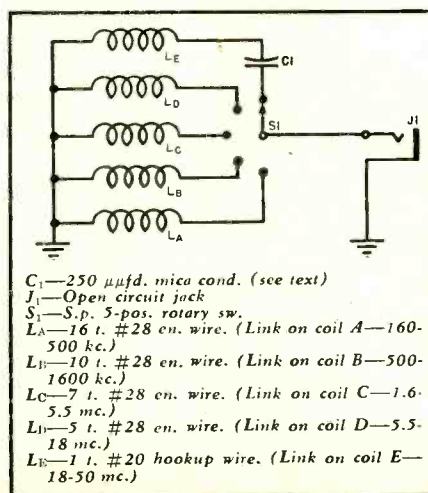 LE
C1
LD
S1
J1
LC
LB
LA
C₁—250 μμfd. mica cond. (see text)
J₁—Open circuit jack
S₁—S.p. 5-pos. rotary sw.
LA—16 t. #28 en. wire. (Link on coil A—160-
500 kc.)
LB—10 t. #28 en. wire. (Link on coil B—500-
1600 kc.)
LC—7 t. #28 en. wire. (Link on coil C—1.6-
5.5 mc.)
LD—5 t. #28 en. wire. (Link on coil D—5.5-
18 mc.)
LE—1 t. #20 hookup wire. (Link on coil E—
18-50 mc.)